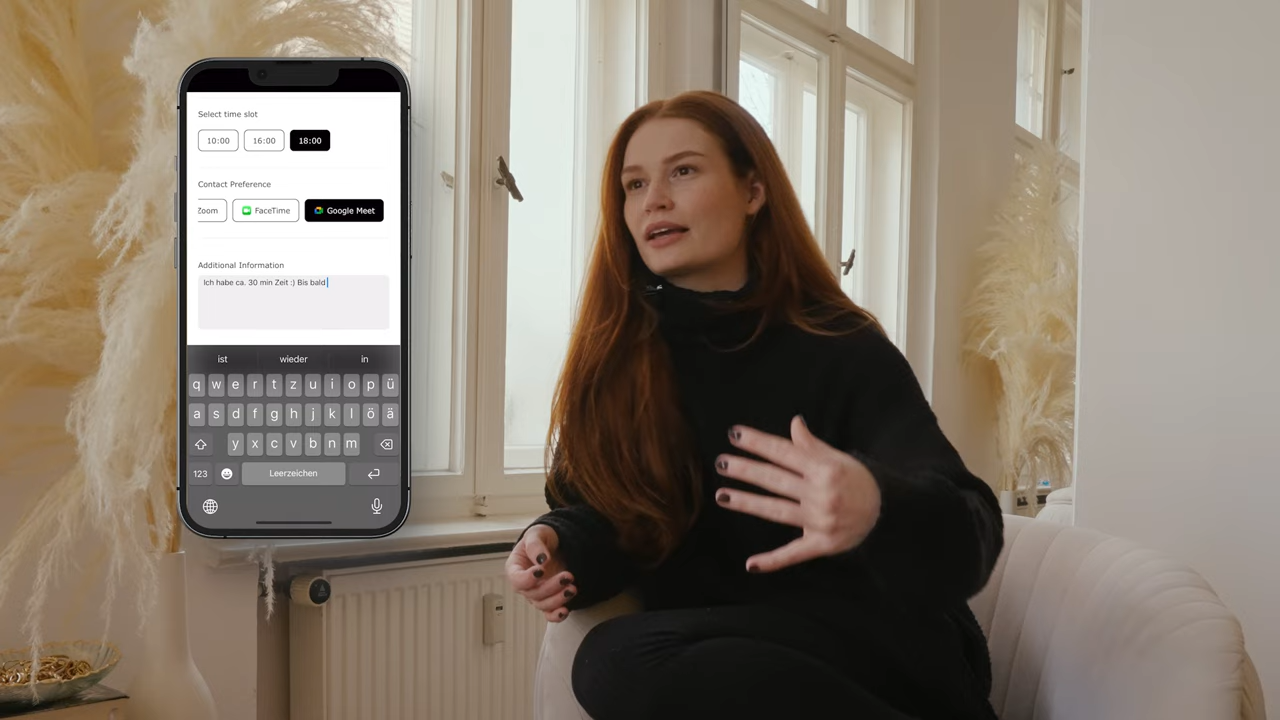 Select time slot
10:00 16:00 18:00
Contact Preference
Zoom FaceTime Google Meet
Additional Information
Ich habe ca. 30 min Zeit :) Bis bald
ist wieder in
q w e r t z u i o p ü
a s d f g h j k l ö ä
y x c v b n m
123 Leerzeichen